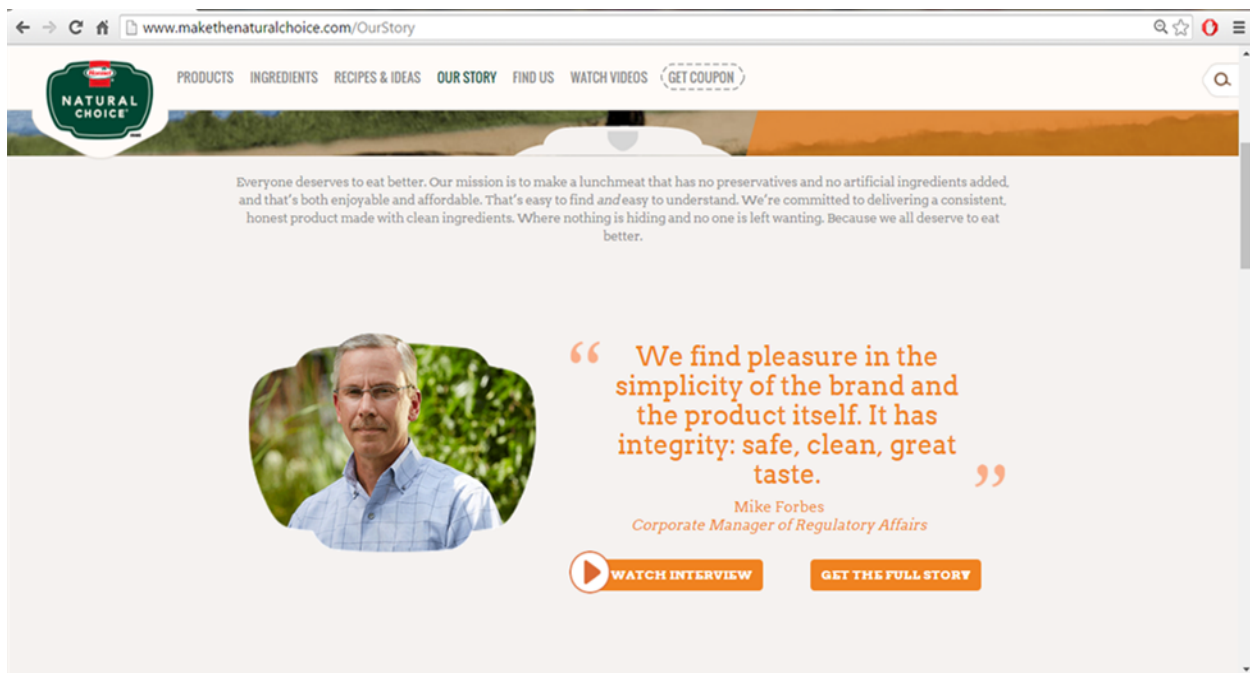 www.makethenaturalchoice.com/OurStory
Hormel
NATURAL
CHOICE
PRODUCTS INGREDIENTS RECIPES & IDEAS OUR STORY FIND US WATCH VIDEOS GET COUPON
Everyone deserves to eat better. Our mission is to make a lunchmeat that has no preservatives and no artificial ingredients added,
and that's both enjoyable and affordable. That's easy to find and easy to understand. We're committed to delivering a consistent,
honest product made with clean ingredients. Where nothing is hiding and no one is left wanting. Because we all deserve to eat
better.
“ We find pleasure in the
simplicity of the brand and
the product itself. It has
integrity: safe, clean, great
taste. ”
Mike Forbes
Corporate Manager of Regulatory Affairs
WATCH INTERVIEW GET THE FULL STORY